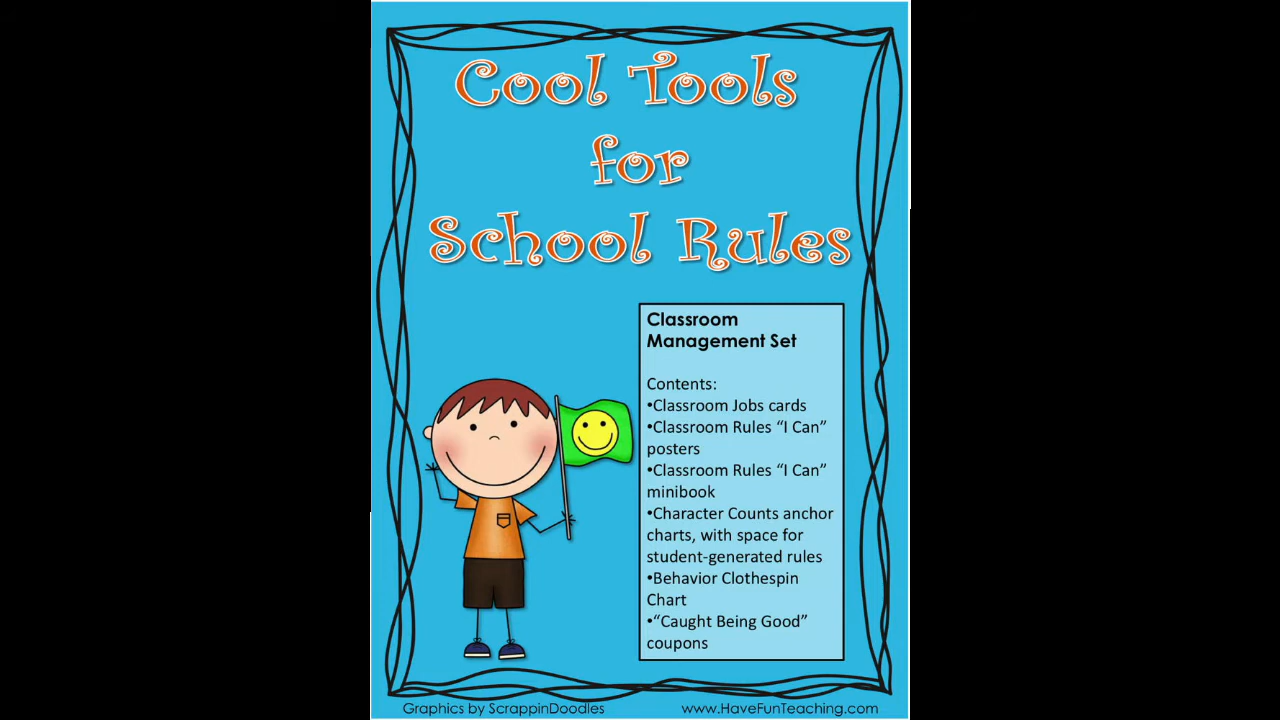 Cool Tools
for
School Rules
Classroom
Management Set
Contents:
•Classroom Jobs cards
•Classroom Rules “I Can”
posters
•Classroom Rules “I Can”
minibook
•Character Counts anchor
charts, with space for
student-generated rules
•Behavior Clothespin
Chart
•“Caught Being Good”
coupons
Graphics by ScrappinDoodles
www.HaveFunTeaching.com